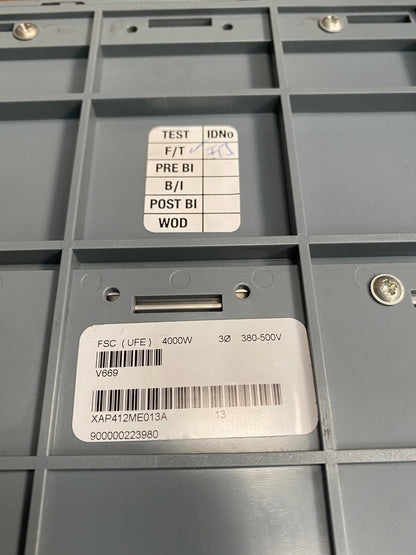 TEST IDNo
F/T ✓
PRE BI
B/I
POST BI
WOD
FSC ( UFE ) 4000W 3Ø 380-500V
V669
XAP412ME013A 13
900000223980